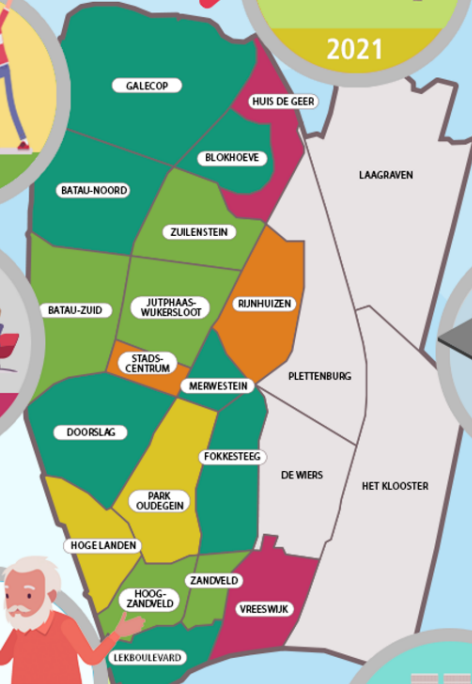 2021
GALECOP
HUIS DE GEER
BLOKHOEVE
LAAGRAVEN
BATAU-NOORD
ZUILENSTEIN
BATAU-ZUID
JUTPHAAS-
WIJKERSLOOT
RIJNHUIZEN
STADS-
CENTRUM
MERWESTEIN
PLETTENBURG
DOORSLAG
FOKKESTEEG
DE WIERS
HET KLOOSTER
PARK
OUDEGEIN
HOGE LANDEN
ZANDVELD
HOOG-
ZANDVELD
VREESWIJK
LEKBOULEVARD